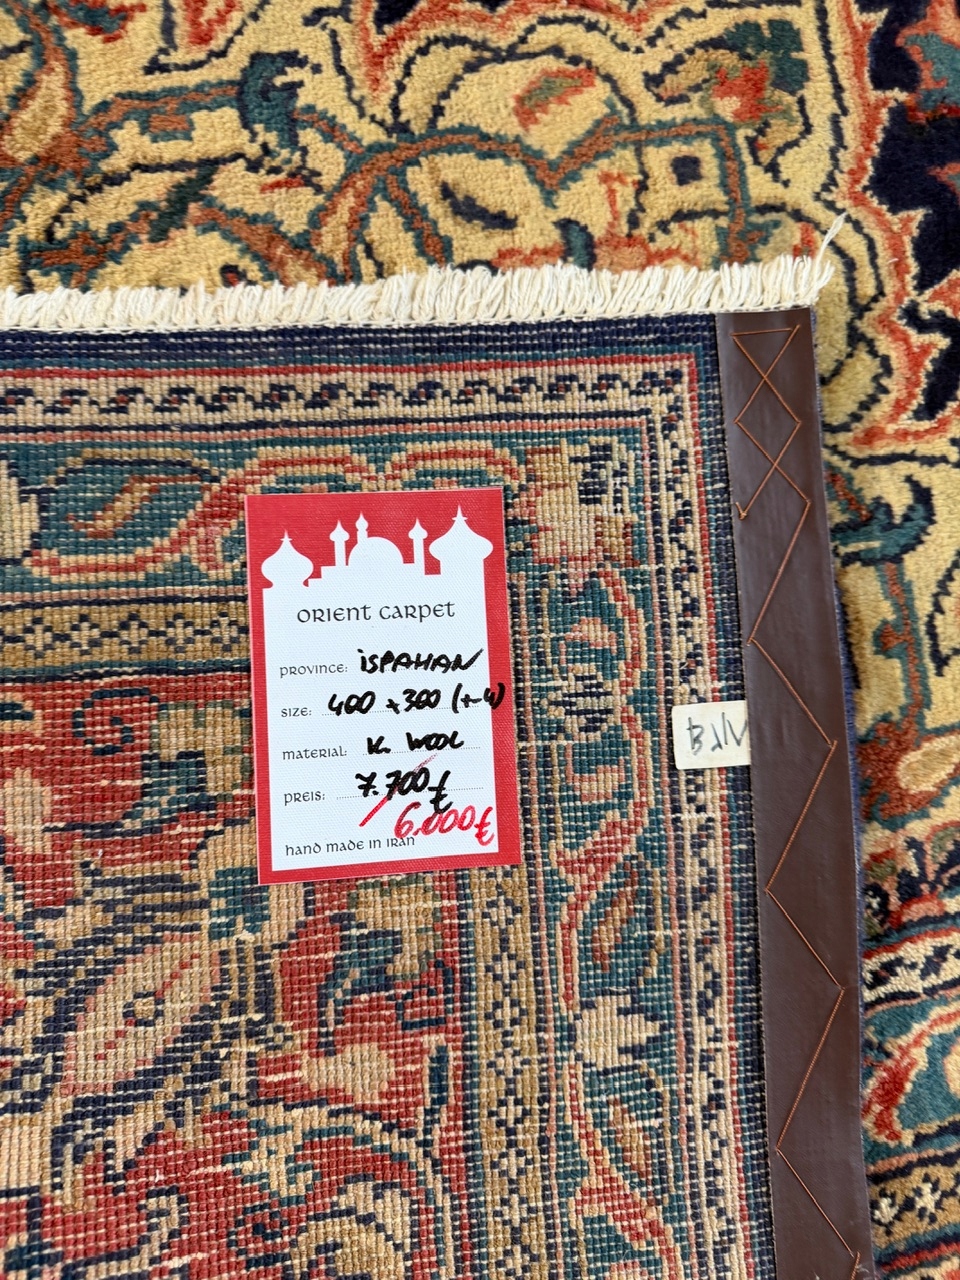 ORIENT CARPET
PROVINCE: iSPAHAN
SIZE: 400 x 300 (+-4)
MATERIAL: K. WOOL
PREIS: 7.700 £
6.000 £
HAND MADE IN IRAN